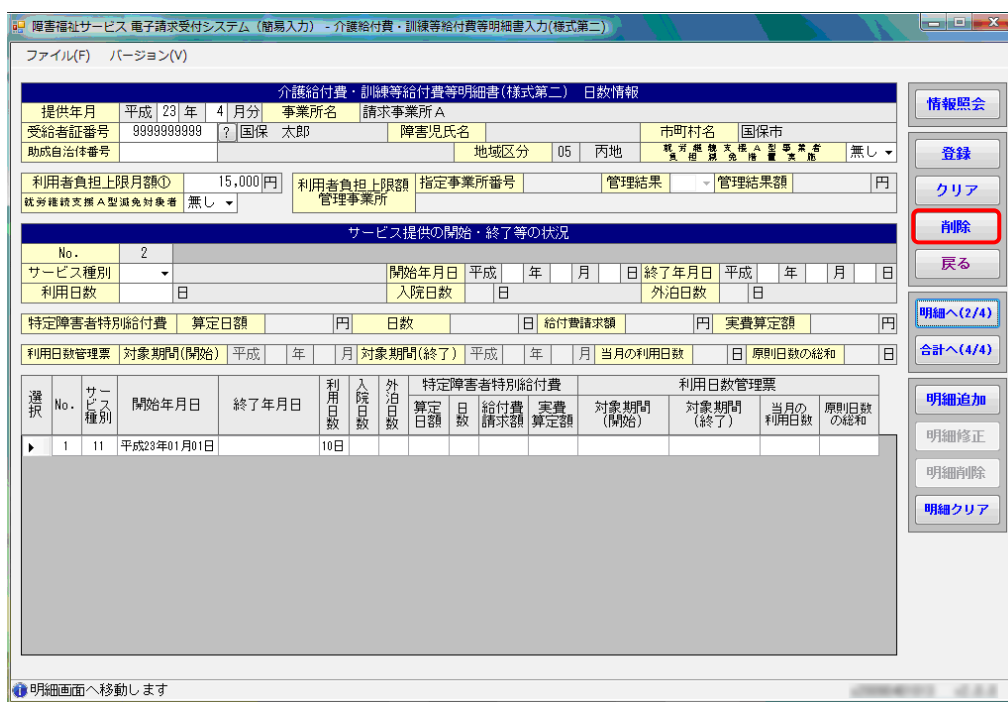 障害福祉サービス 電子請求受付システム（簡易入力） - 介護給付費・訓練等給付費等明細書入力(様式第二)
ファイル(F) バージョン(V)
介護給付費・訓練等給付費等明細書(様式第二) 日数情報
提供年月 平成 23 年 4 月分 事業所名 請求事業所A
受給者証番号 9999999999 ? 国保 太郎 障害児氏名 市町村名 国保市
助成自治体番号 地域区分 05 丙地 就労継続支援A型事業者負担減免措置実施 無し
利用者負担上限月額① 15,000 円 利用者負担上限額管理事業所 指定事業所番号 管理結果 管理結果額 円
就労継続支援A型減免対象者 無し
サービス提供の開始・終了等の状況
No. 2
サービス種別 開始年月日 平成 年 月 日 終了年月日 平成 年 月 日
利用日数 日 入院日数 日 外泊日数 日
特定障害者特別給付費 算定日額 円 日数 日 給付費請求額 円 実費算定額 円
利用日数管理票 対象期間(開始) 平成 年 月 対象期間(終了) 平成 年 月 当月の利用日数 日 原則日数の総和 日
選択 No. サービス種別 開始年月日 終了年月日 利用日数 入院日数 外泊日数 特定障害者特別給付費 利用日数管理票
算定日額 日数 給付費請求額 実費算定額 対象期間(開始) 対象期間(終了) 当月の利用日数 原則日数の総和
1 11 平成23年01月01日 10日
情報照会
登録
クリア
削除
戻る
明細へ(2/4)
合計へ(4/4)
明細追加
明細修正
明細削除
明細クリア
明細画面へ移動します